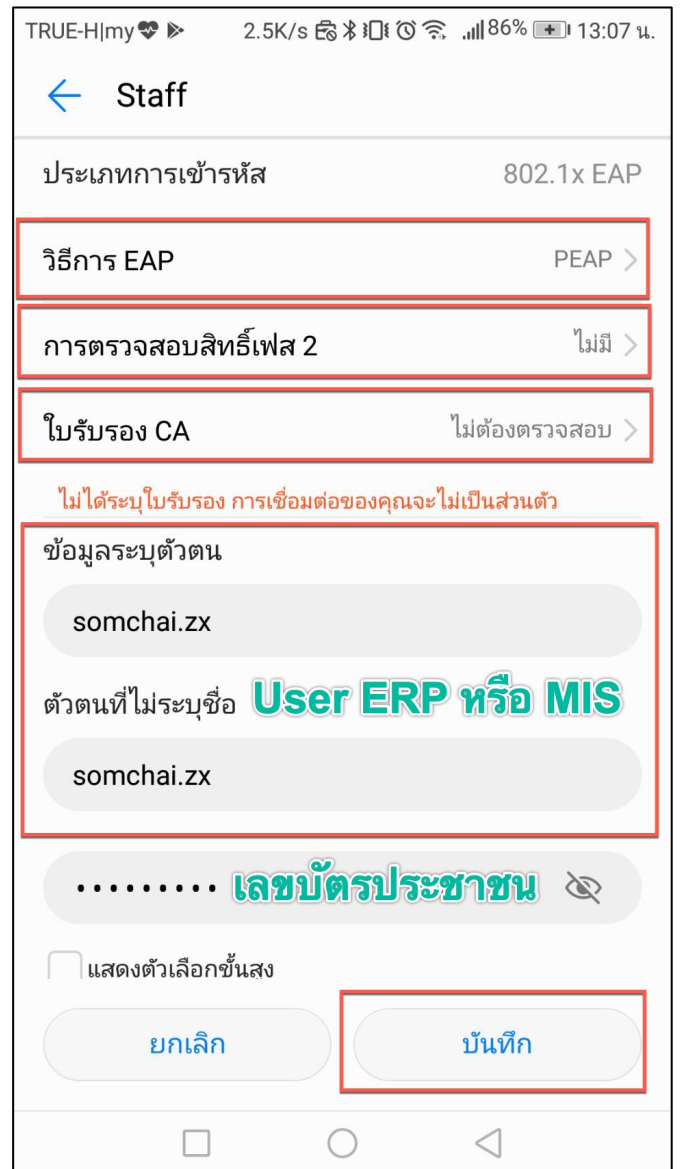 TRUE-H|my 2.5K/s 86% 13:07 น.
Staff
ประเภทการเข้ารหัส 802.1x EAP
วิธีการ EAP PEAP
การตรวจสอบสิทธิ์เฟส 2 ไม่มี
ใบรับรอง CA ไม่ต้องตรวจสอบ
ไม่ได้ระบุใบรับรอง การเชื่อมต่อของคุณจะไม่เป็นส่วนตัว
ข้อมูลระบุตัวตน
somchai.zx
ตัวตนที่ไม่ระบุชื่อ User ERP หรือ MIS
somchai.zx
••••••••• เลขบัตรประชาชน
แสดงตัวเลือกขั้นสูง
ยกเลิก บันทึก